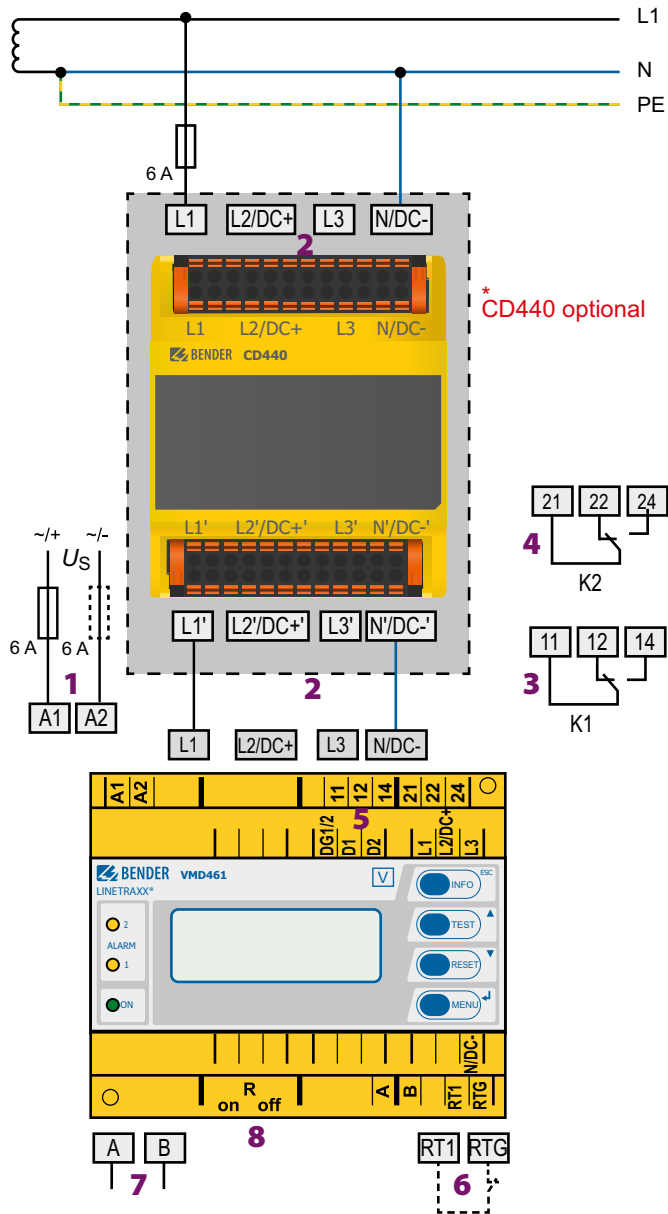 L1
N
PE
6 A
L1 L2/DC+ L3 N/DC-
2
L1 L2/DC+ L3 N/DC-
BENDER CD440
*
CD440 optional
L1' L2'/DC+' L3' N'/DC-'
L1' L2'/DC+' L3' N'/DC-'
2
~/+ ~/-
US
6 A 6 A
1
A1 A2
21 22 24
4
K2
11 12 14
3
K1
L1 L2/DC+ L3 N/DC-
A1 A2 11 12 14 21 22 24
5
DG1/2 D1 D2 L1 L2/DC+ L3
BENDER VMD461
LINETRAXX®
V
INFO ESC
2
TEST ▲
ALARM
1
RESET ▼
ON
MENU ↵
N/DC-
R
on off
A B RT1 RTG
8
A B
7
RT1 RTG
6